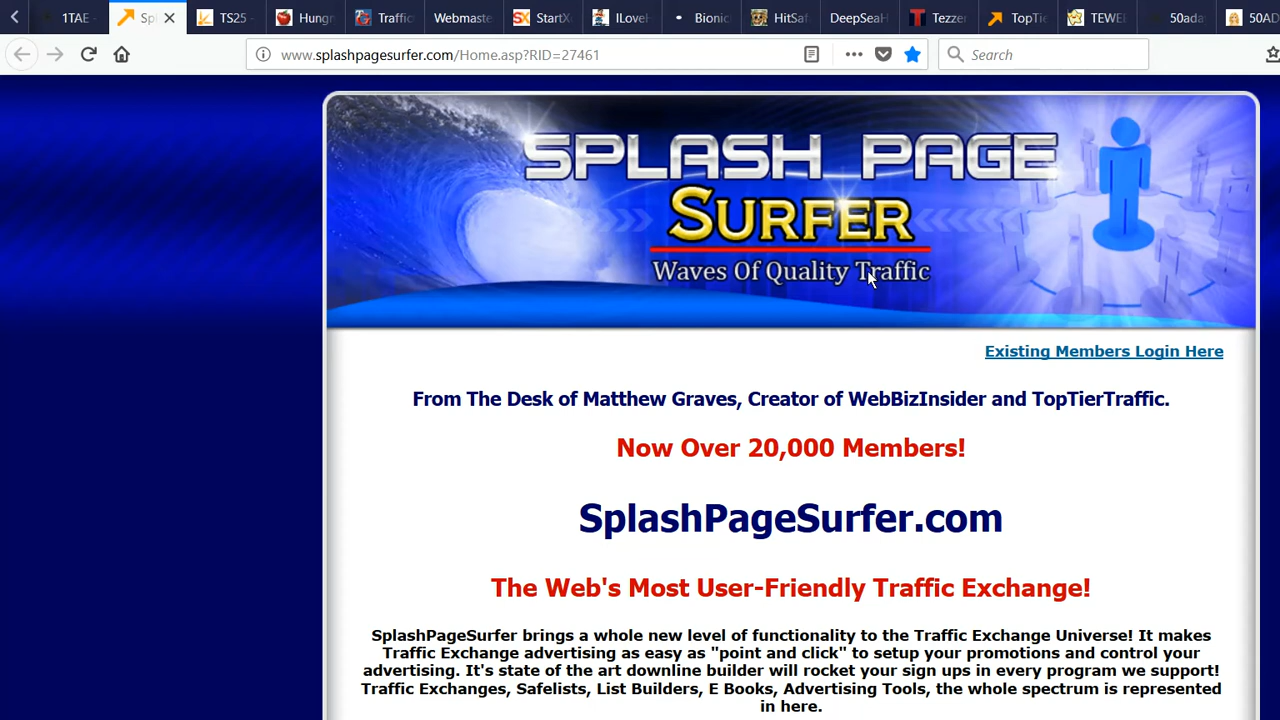 1TAE
Sp
TS25 -
Hungr
Traffic
Webmaste
StartX
ILoveH
Bionic
HitSaf
DeepSeaH
Tezzer
TopTie
TEWE
50ada
50AD
www.splashpagesurfer.com/Home.asp?RID=27461
Search
SPLASH PAGE
SURFER
Waves Of Quality Traffic
Existing Members Login Here
From The Desk of Matthew Graves, Creator of WebBizInsider and TopTierTraffic.
Now Over 20,000 Members!
SplashPageSurfer.com
The Web's Most User-Friendly Traffic Exchange!
SplashPageSurfer brings a whole new level of functionality to the Traffic Exchange Universe! It makes
Traffic Exchange advertising as easy as "point and click" to setup your promotions and control your
advertising. It's state of the art downline builder will rocket your sign ups in every program we support!
Traffic Exchanges, Safelists, List Builders, E Books, Advertising Tools, the whole spectrum is represented
in here.